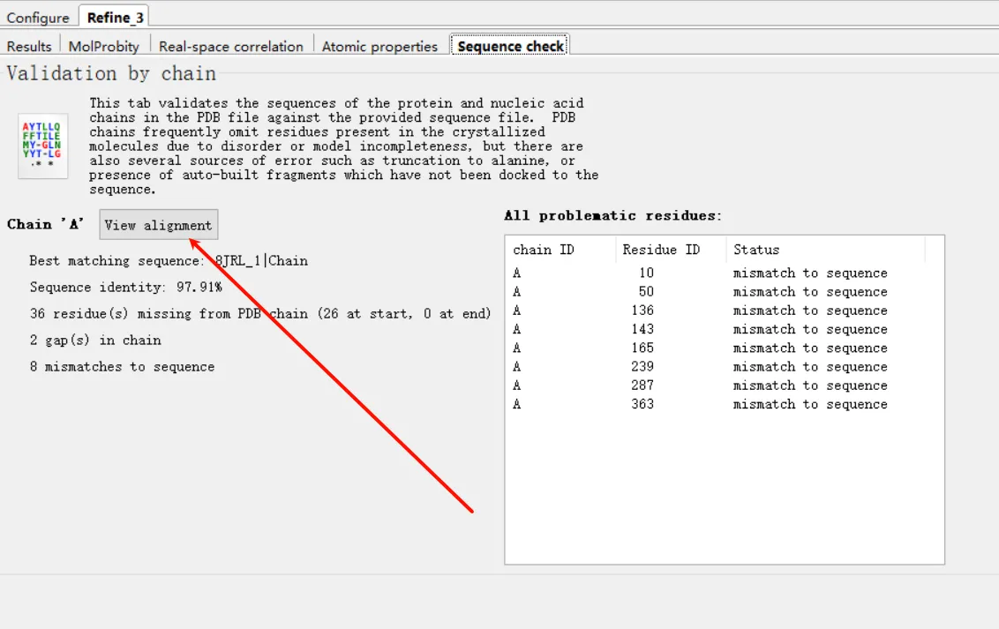 Configure Refine_3
Results MolProbity Real-space correlation Atomic properties Sequence check
Validation by chain
AYTLLQ
FFTILE
MY-GLN
YYT-LG
.* *
This tab validates the sequences of the protein and nucleic acid
chains in the PDB file against the provided sequence file. PDB
chains frequently omit residues present in the crystallized
molecules due to disorder or model incompleteness, but there are
also several sources of error such as truncation to alanine, or
presence of auto-built fragments which have not been docked to the
sequence.
Chain 'A' View alignment
Best matching sequence: 8JRL_1|Chain
Sequence identity: 97.91%
36 residue(s) missing from PDB chain (26 at start, 0 at end)
2 gap(s) in chain
8 mismatches to sequence
All problematic residues:
chain ID Residue ID Status
A 10 mismatch to sequence
A 50 mismatch to sequence
A 136 mismatch to sequence
A 143 mismatch to sequence
A 165 mismatch to sequence
A 239 mismatch to sequence
A 287 mismatch to sequence
A 363 mismatch to sequence